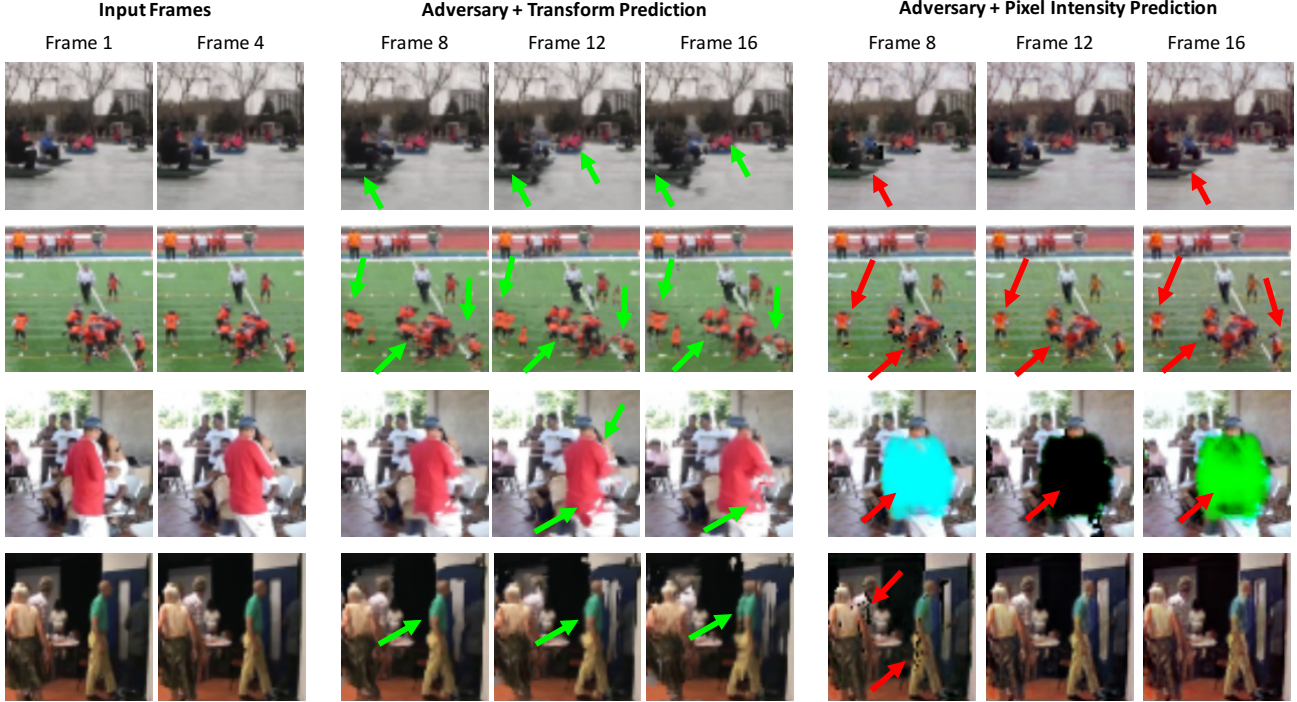 Input Frames
Adversary + Transform Prediction
Adversary + Pixel Intensity Prediction
Frame 1
Frame 4
Frame 8
Frame 12
Frame 16
Frame 8
Frame 12
Frame 16